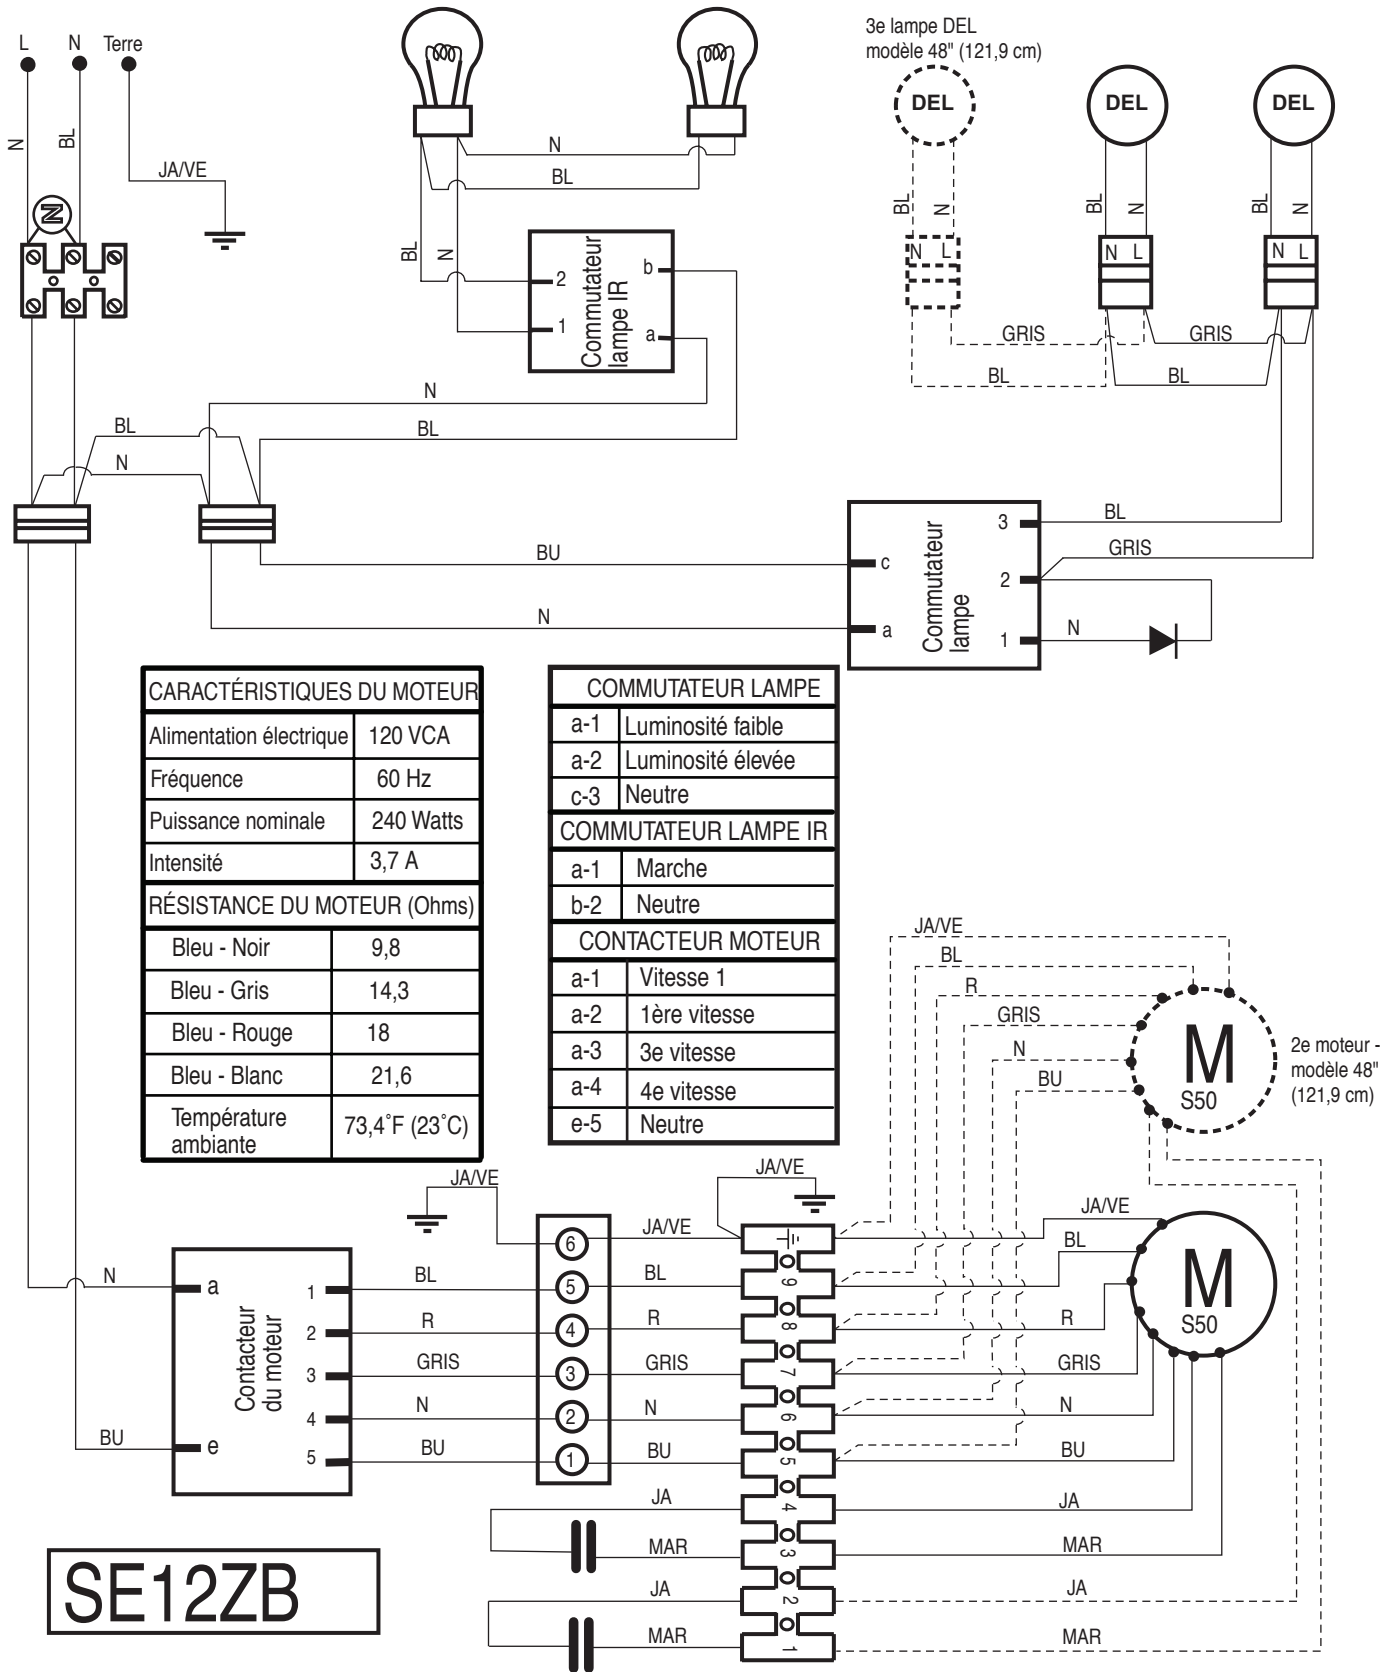 L N Terre
3e lampe DEL
modèle 48" (121,9 cm)
DEL DEL DEL
N BL JA/VE
N
BL
N
BL N
BL N BL N BL N
N L N L N L
GRIS GRIS
BL BL
Commutateur
lampe IR
2 b
1 a
N
BL
BL
N
BU
N
Commutateur
lampe
c 3
2
a 1
BL
GRIS
N
CARACTÉRISTIQUES DU MOTEUR
Alimentation électrique 120 VCA
Fréquence 60 Hz
Puissance nominale 240 Watts
Intensité 3,7 A
RÉSISTANCE DU MOTEUR (Ohms)
Bleu - Noir 9,8
Bleu - Gris 14,3
Bleu - Rouge 18
Bleu - Blanc 21,6
Température
ambiante 73,4˚F (23˚C)
COMMUTATEUR LAMPE
a-1 Luminosité faible
a-2 Luminosité élevée
c-3 Neutre
COMMUTATEUR LAMPE IR
a-1 Marche
b-2 Neutre
CONTACTEUR MOTEUR
a-1 Vitesse 1
a-2 1ère vitesse
a-3 3e vitesse
a-4 4e vitesse
e-5 Neutre
JA/VE
BL
R
GRIS
N
BU
M
S50
2e moteur -
modèle 48"
(121,9 cm)
JA/VE JA/VE
N
BU
Contacteur
du moteur
a
e
1
2
3
4
5
BL
R
GRIS
N
BU
6
5
4
3
2
1
JA/VE
BL
R
GRIS
N
BU
JA
MAR
JA
MAR
9
8
7
6
5
4
3
2
1
JA/VE
BL
R
GRIS
N
BU
JA
MAR
JA
MAR
M
S50
SE12ZB